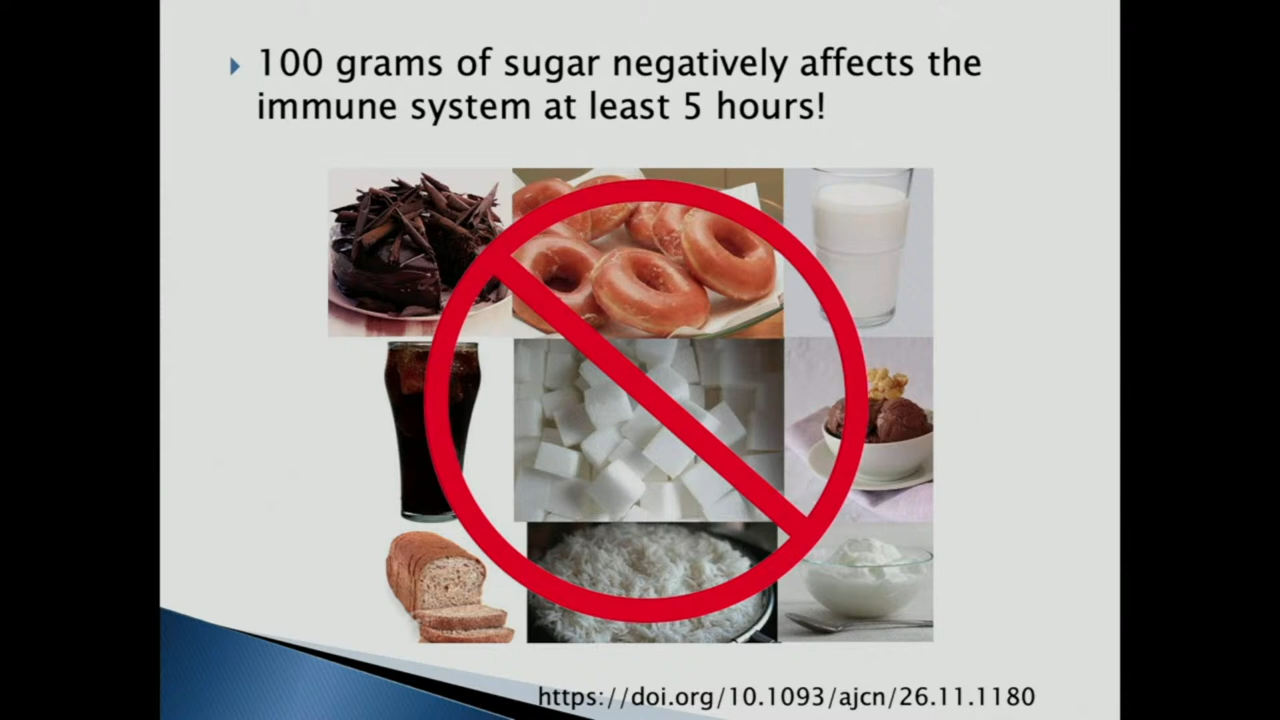 100 grams of sugar negatively affects the
immune system at least 5 hours!
https://doi.org/10.1093/ajcn/26.11.1180